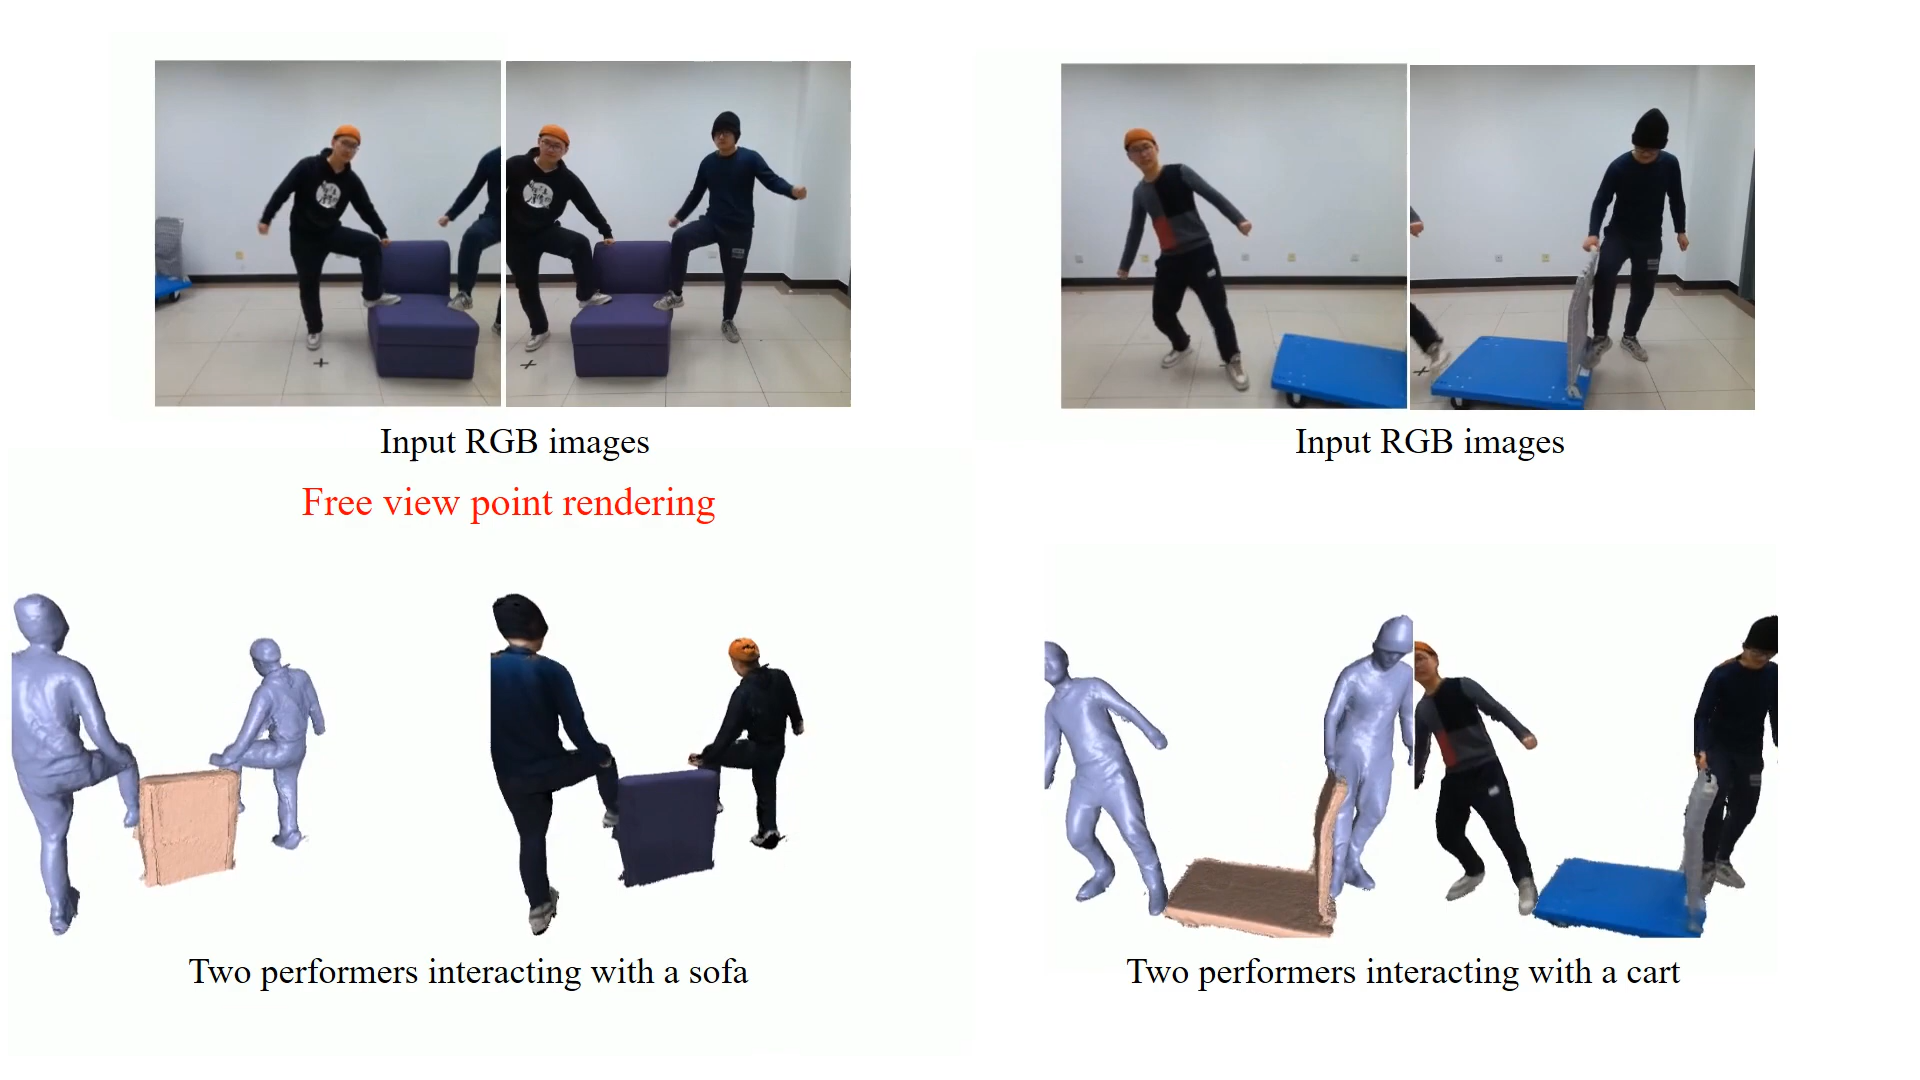 Input RGB images
Input RGB images
Free view point rendering
Two performers interacting with a sofa
Two performers interacting with a cart